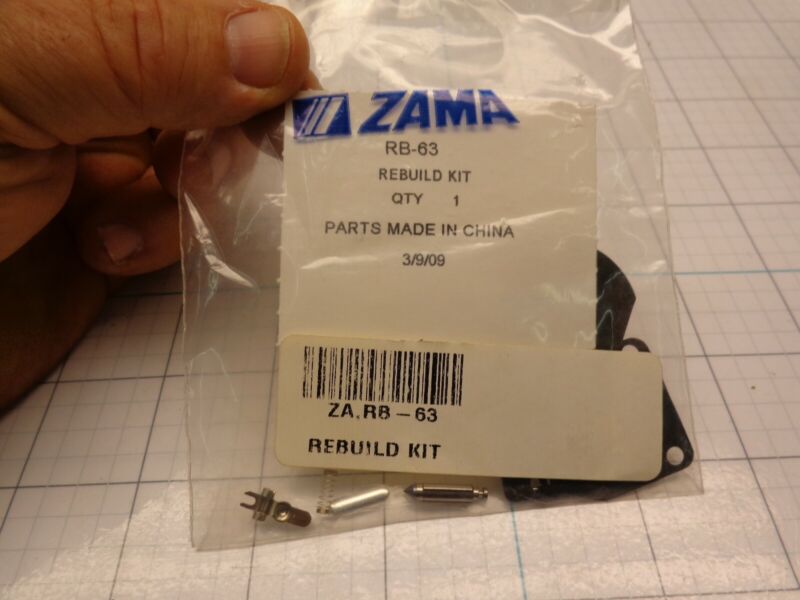 ZAMA
RB-63
REBUILD KIT
QTY 1
PARTS MADE IN CHINA
3/9/09
ZA.RB-63
REBUILD KIT